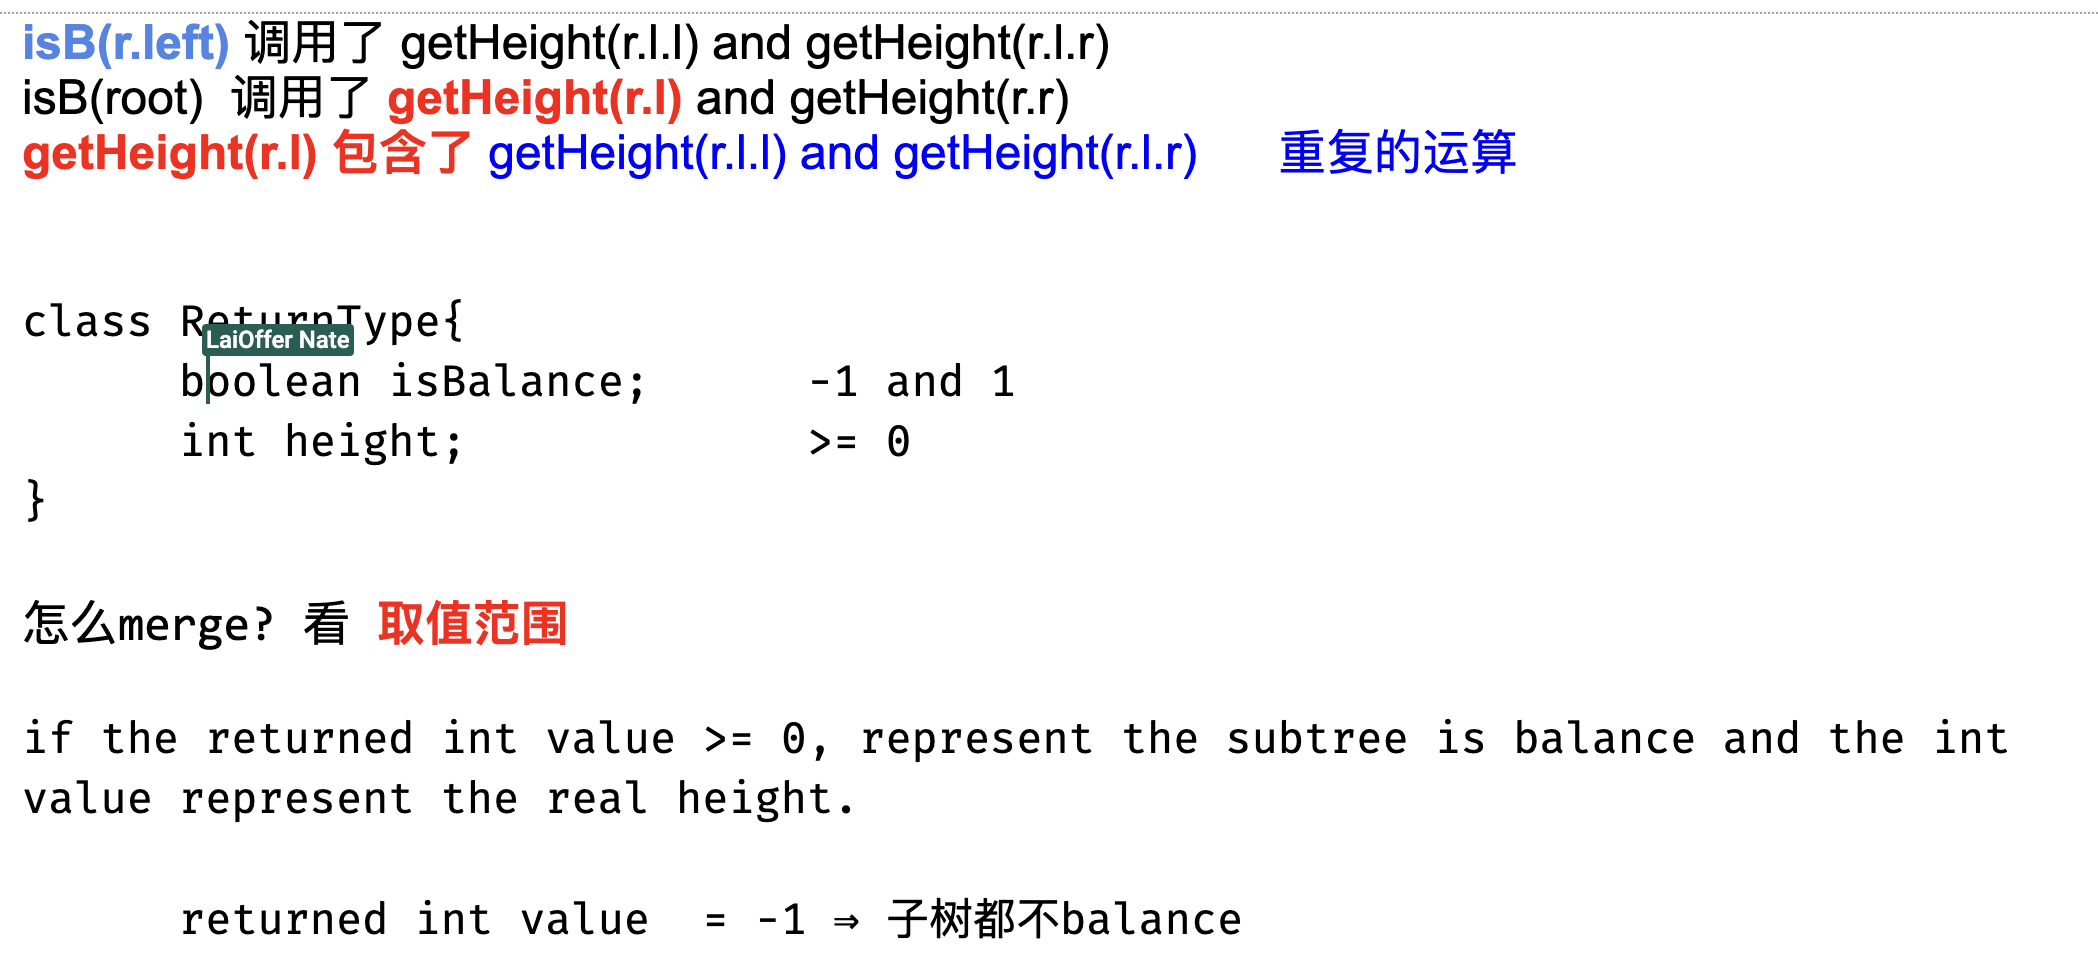 isB(r.left) 调用了 getHeight(r.l.l) and getHeight(r.l.r)
isB(root)  调用了 getHeight(r.l) and getHeight(r.r)
getHeight(r.l) 包含了 getHeight(r.l.l) and getHeight(r.l.r)      重复的运算
class ReturnType{
LaiOffer Nate
boolean isBalance;      -1 and 1
int height;             >= 0
}
怎么merge? 看 取值范围
if the returned int value >= 0, represent the subtree is balance and the int
value represent the real height.
returned int value  = -1 ⇒ 子树都不balance